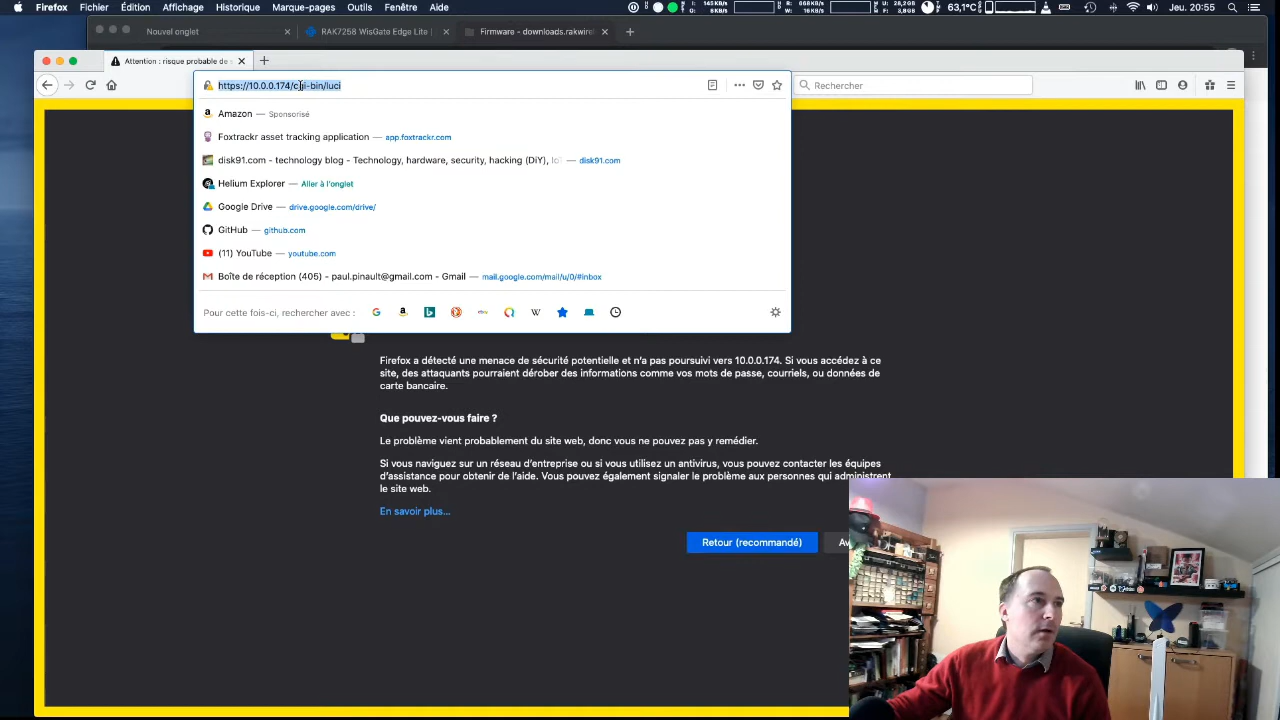 Firefox Fichier Édition Affichage Historique Marque-pages Outils Fenêtre Aide 63,1°C Jeu. 20:55
Nouvel onglet RAK7258 WisGate Edge Lite | Firmware - downloads.rakwirel
Attention : risque probable de s
https://10.0.0.174/cgi-bin/luci Rechercher
Amazon — Sponsorisé
Foxtrackr asset tracking application — app.foxtrackr.com
disk91.com - technology blog - Technology, hardware, security, hacking (DiY), Io — disk91.com
Helium Explorer — Aller à l'onglet
Google Drive — drive.google.com/drive/
GitHub — github.com
(11) YouTube — youtube.com
Boîte de réception (405) - paul.pinault@gmail.com - Gmail — mail.google.com/mail/u/0/#inbox
Pour cette fois-ci, rechercher avec :
Firefox a détecté une menace de sécurité potentielle et n'a pas poursuivi vers 10.0.0.174. Si vous accédez à ce
site, des attaquants pourraient dérober des informations comme vos mots de passe, courriels, ou données de
carte bancaire.
Que pouvez-vous faire ?
Le problème vient probablement du site web, donc vous ne pouvez pas y remédier.
Si vous naviguez sur un réseau d'entreprise ou si vous utilisez un antivirus, vous pouvez contacter les équipes
d'assistance pour obtenir de l'aide. Vous pouvez également signaler le problème aux personnes qui administrent
le site web.
En savoir plus...
Retour (recommandé) Av